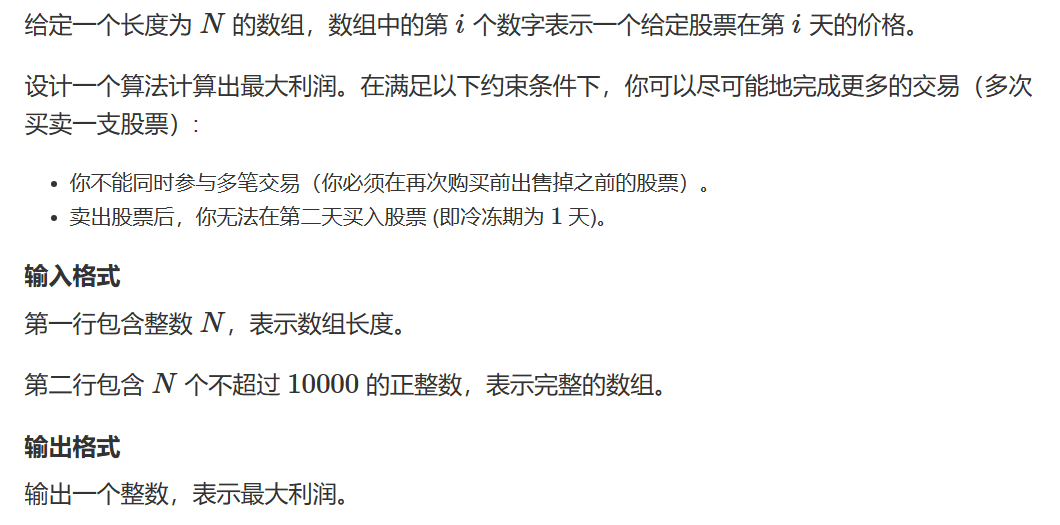 给定一个长度为 N 的数组，数组中的第 i 个数字表示一个给定股票在第 i 天的价格。
设计一个算法计算出最大利润。在满足以下约束条件下，你可以尽可能地完成更多的交易（多次
买卖一支股票）:
• 你不能同时参与多笔交易（你必须在再次购买前出售掉之前的股票）。
• 卖出股票后，你无法在第二天买入股票 (即冷冻期为 1 天)。
输入格式
第一行包含整数 N，表示数组长度。
第二行包含 N 个不超过 10000 的正整数，表示完整的数组。
输出格式
输出一个整数，表示最大利润。